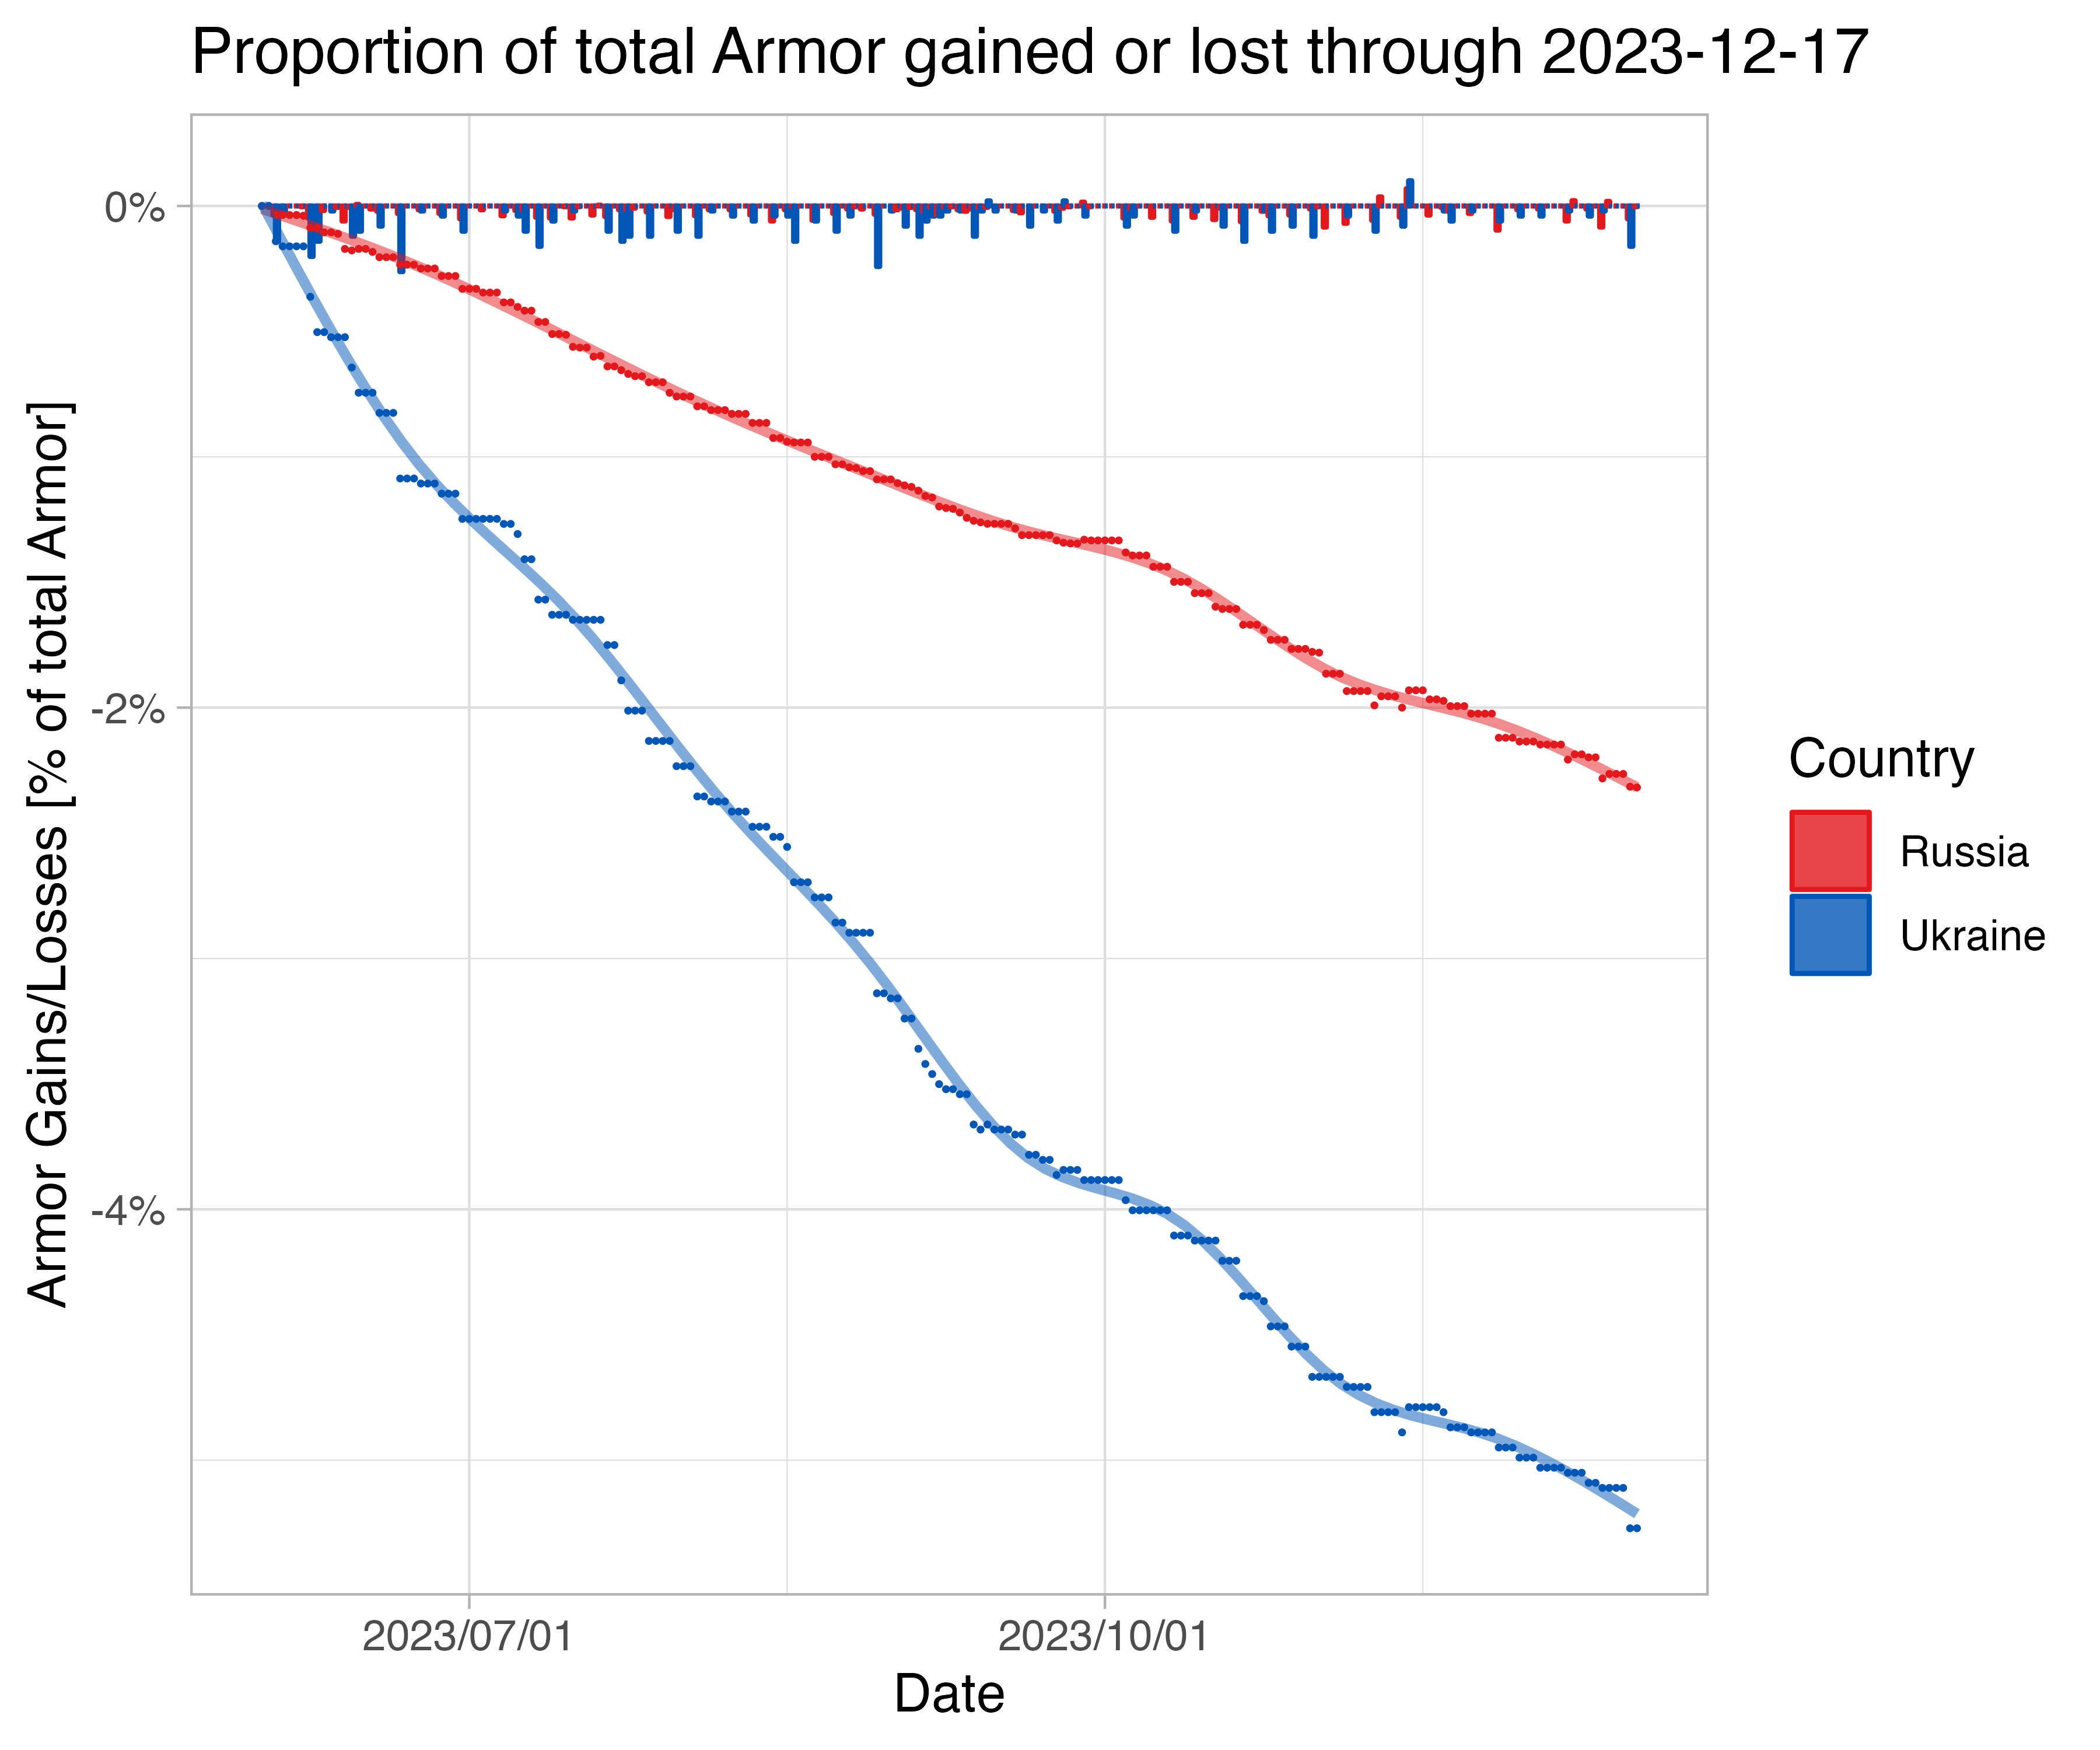 Proportion of total Armor gained or lost through 2023-12-17
Armor Gains/Losses [% of total Armor]
0%
-2%
-4%
2023/07/01
2023/10/01
Date
Country
Russia
Ukraine